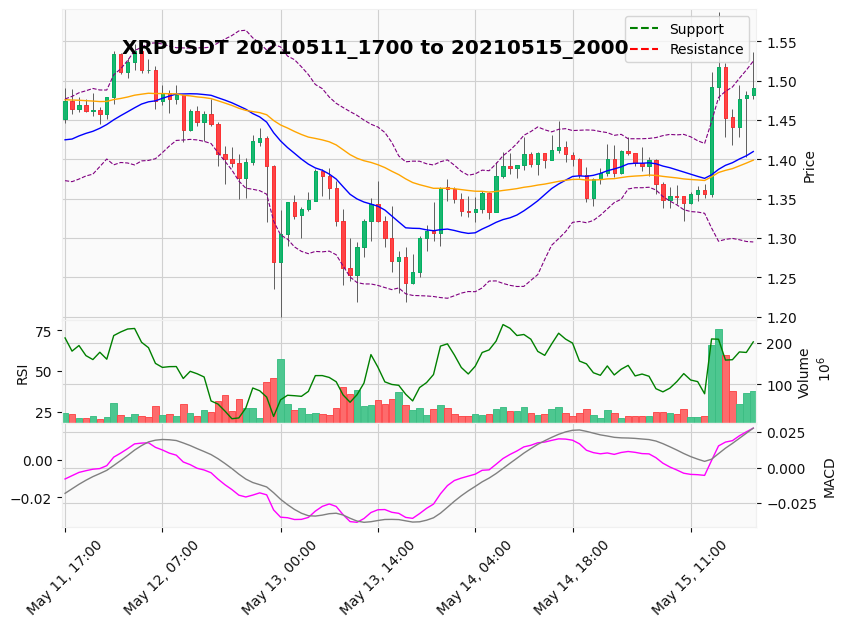 XRPUSDT 20210511_1700 to 20210515_2000
Support
Resistance
1.55
1.50
1.45
1.40
1.35
1.30
1.25
1.20
Price
75
50
25
RSI
200
100
Volume
10^6
0.00
−0.02
0.025
0.000
−0.025
MACD
May 11, 17:00
May 12, 07:00
May 13, 00:00
May 13, 14:00
May 14, 04:00
May 14, 18:00
May 15, 11:00